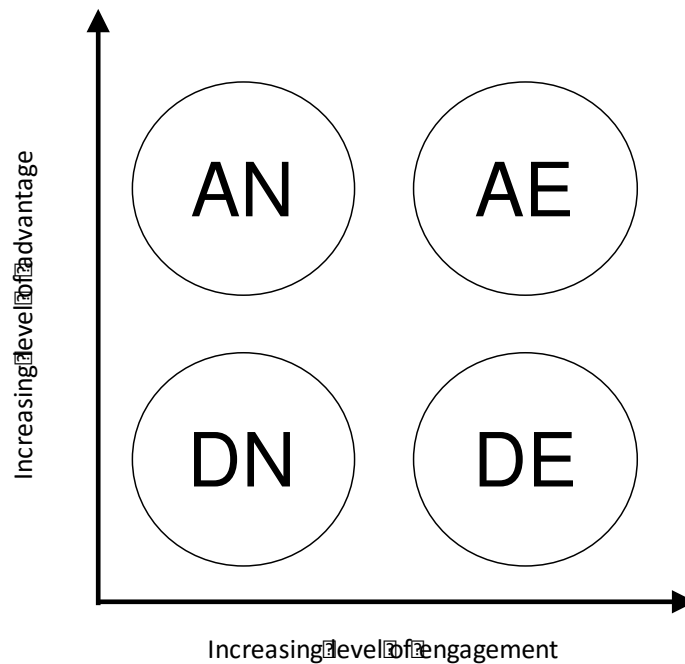 AN AE
DN DE
Increasing level of advantage
Increasing level of engagement